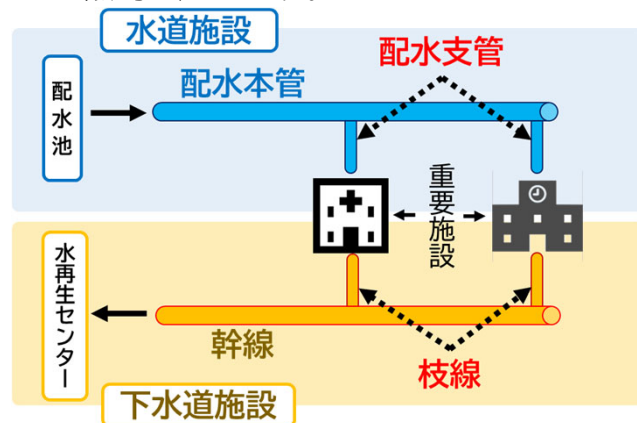 水道施設
配水支管
配水本管
配水池
重要施設
水再生センター
幹線
枝線
下水道施設